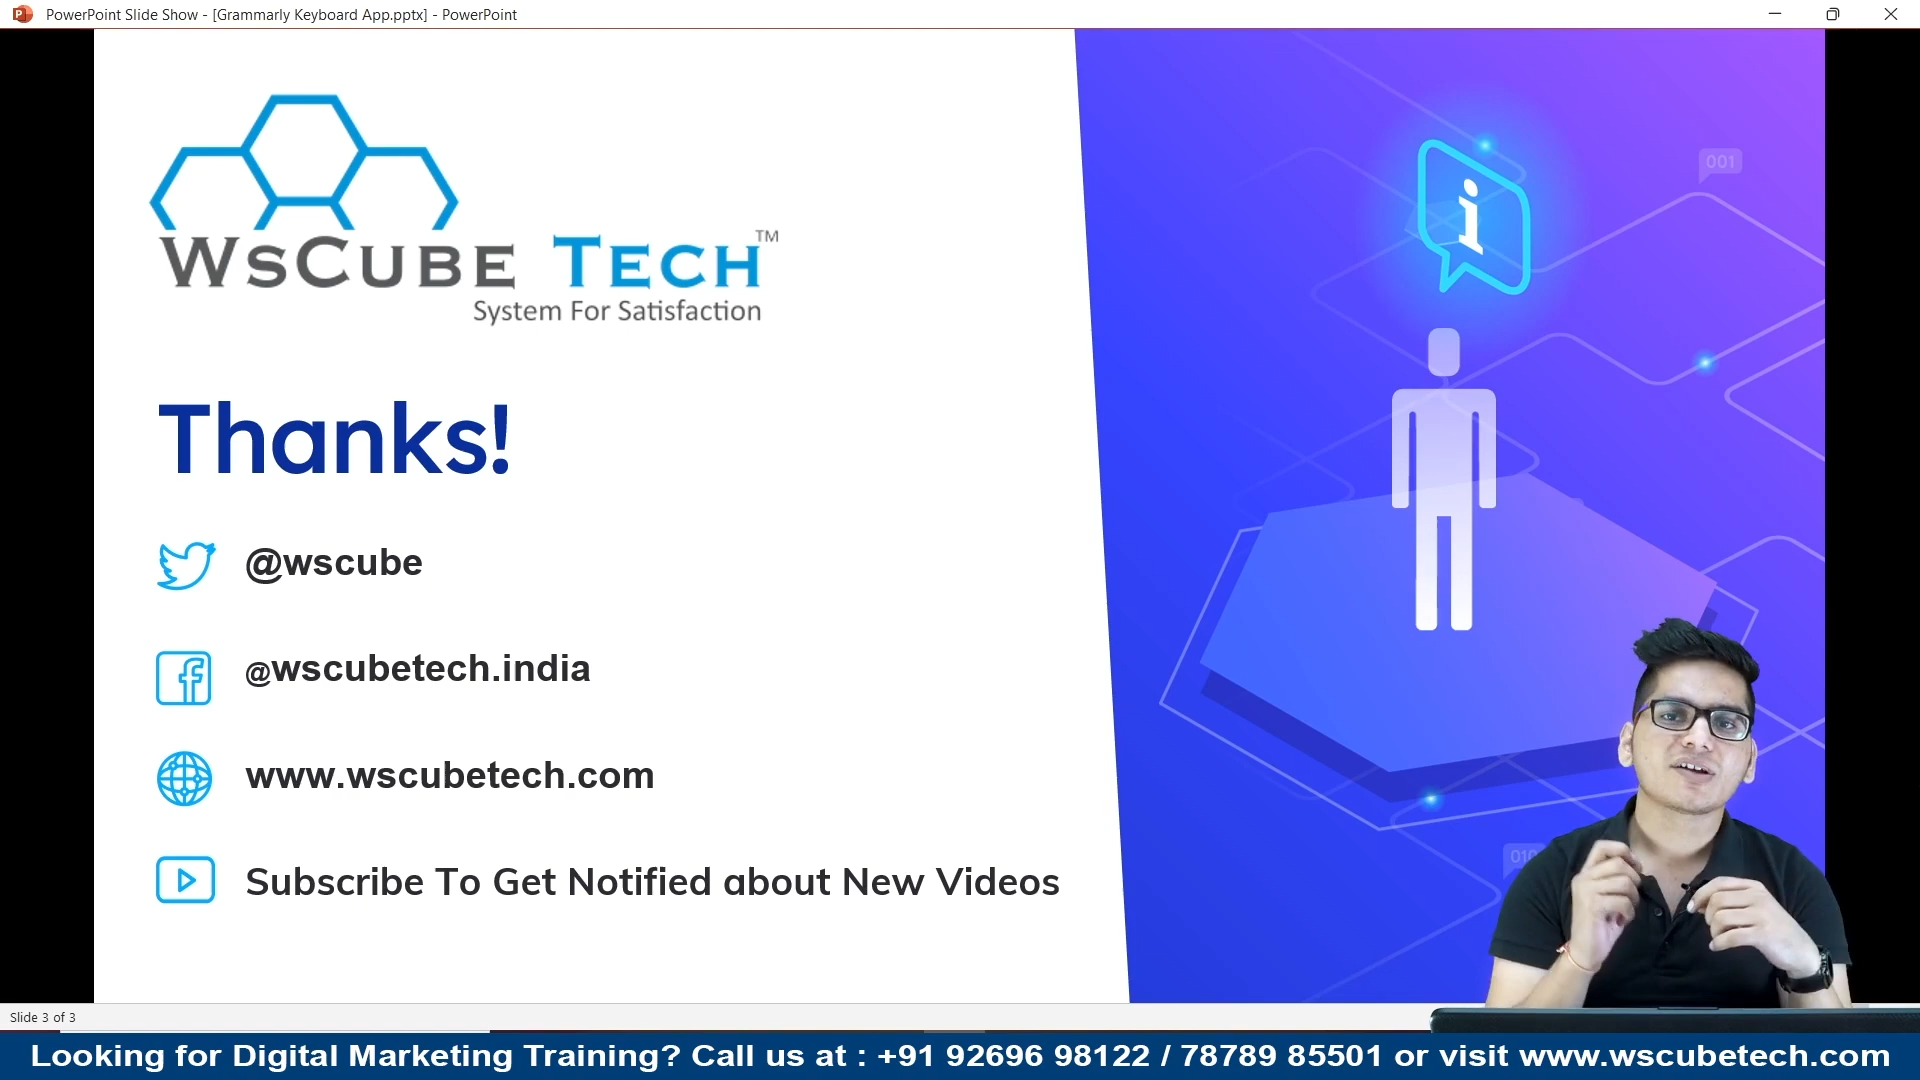 PowerPoint Slide Show - [Grammarly Keyboard App.pptx] - PowerPoint
WSCUBE TECH™
System For Satisfaction
Thanks!
@wscube
@wscubetech.india
www.wscubetech.com
Subscribe To Get Notified about New Videos
001
i
010
Slide 3 of 3
Looking for Digital Marketing Training? Call us at : +91 92696 98122 / 78789 85501 or visit www.wscubetech.com